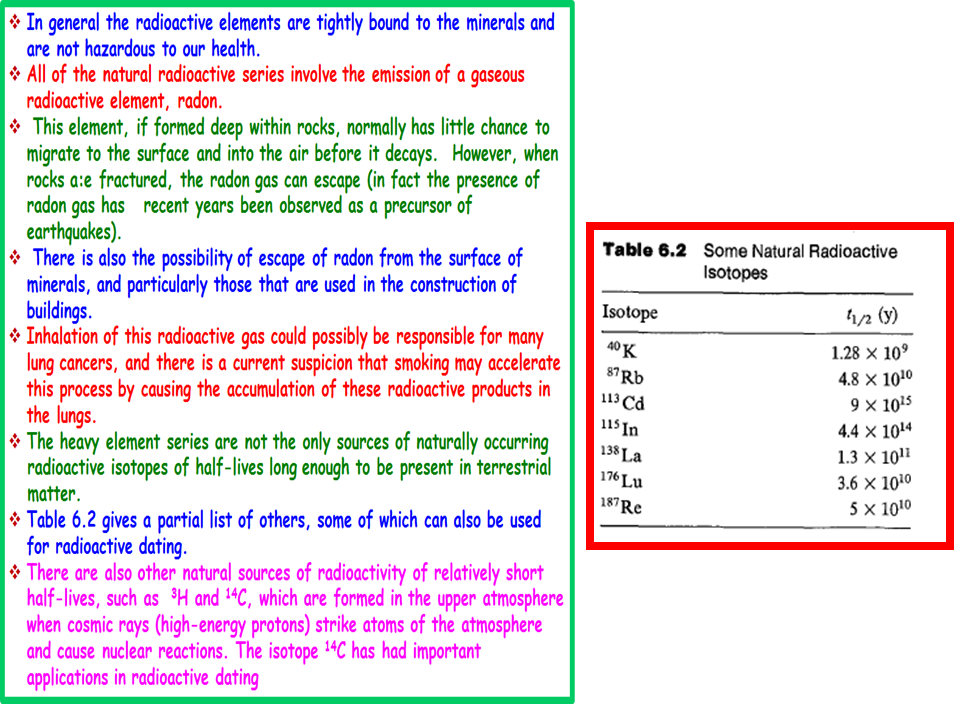 ❖ In general the radioactive elements are tightly bound to the minerals and
are not hazardous to our health.
❖ All of the natural radioactive series involve the emission of a gaseous
radioactive element, radon.
❖ This element, if formed deep within rocks, normally has little chance to
migrate to the surface and into the air before it decays. However, when
rocks a:e fractured, the radon gas can escape (in fact the presence of
radon gas has recent years been observed as a precursor of
earthquakes).
❖ There is also the possibility of escape of radon from the surface of
minerals, and particularly those that are used in the construction of
buildings.
❖ Inhalation of this radioactive gas could possibly be responsible for many
lung cancers, and there is a current suspicion that smoking may accelerate
this process by causing the accumulation of these radioactive products in
the lungs.
❖ The heavy element series are not the only sources of naturally occurring
radioactive isotopes of half-lives long enough to be present in terrestrial
matter.
❖ Table 6.2 gives a partial list of others, some of which can also be used
for radioactive dating.
❖ There are also other natural sources of radioactivity of relatively short
half-lives, such as ³H and ¹⁴C, which are formed in the upper atmosphere
when cosmic rays (high-energy protons) strike atoms of the atmosphere
and cause nuclear reactions. The isotope ¹⁴C has had important
applications in radioactive dating
Table 6.2 Some Natural Radioactive
Isotopes
Isotope t₁/₂ (y)
⁴⁰K 1.28 × 10⁹
⁸⁷Rb 4.8 × 10¹⁰
¹¹³Cd 9 × 10¹⁵
¹¹⁵In 4.4 × 10¹⁴
¹³⁸La 1.3 × 10¹¹
¹⁷⁶Lu 3.6 × 10¹⁰
¹⁸⁷Re 5 × 10¹⁰